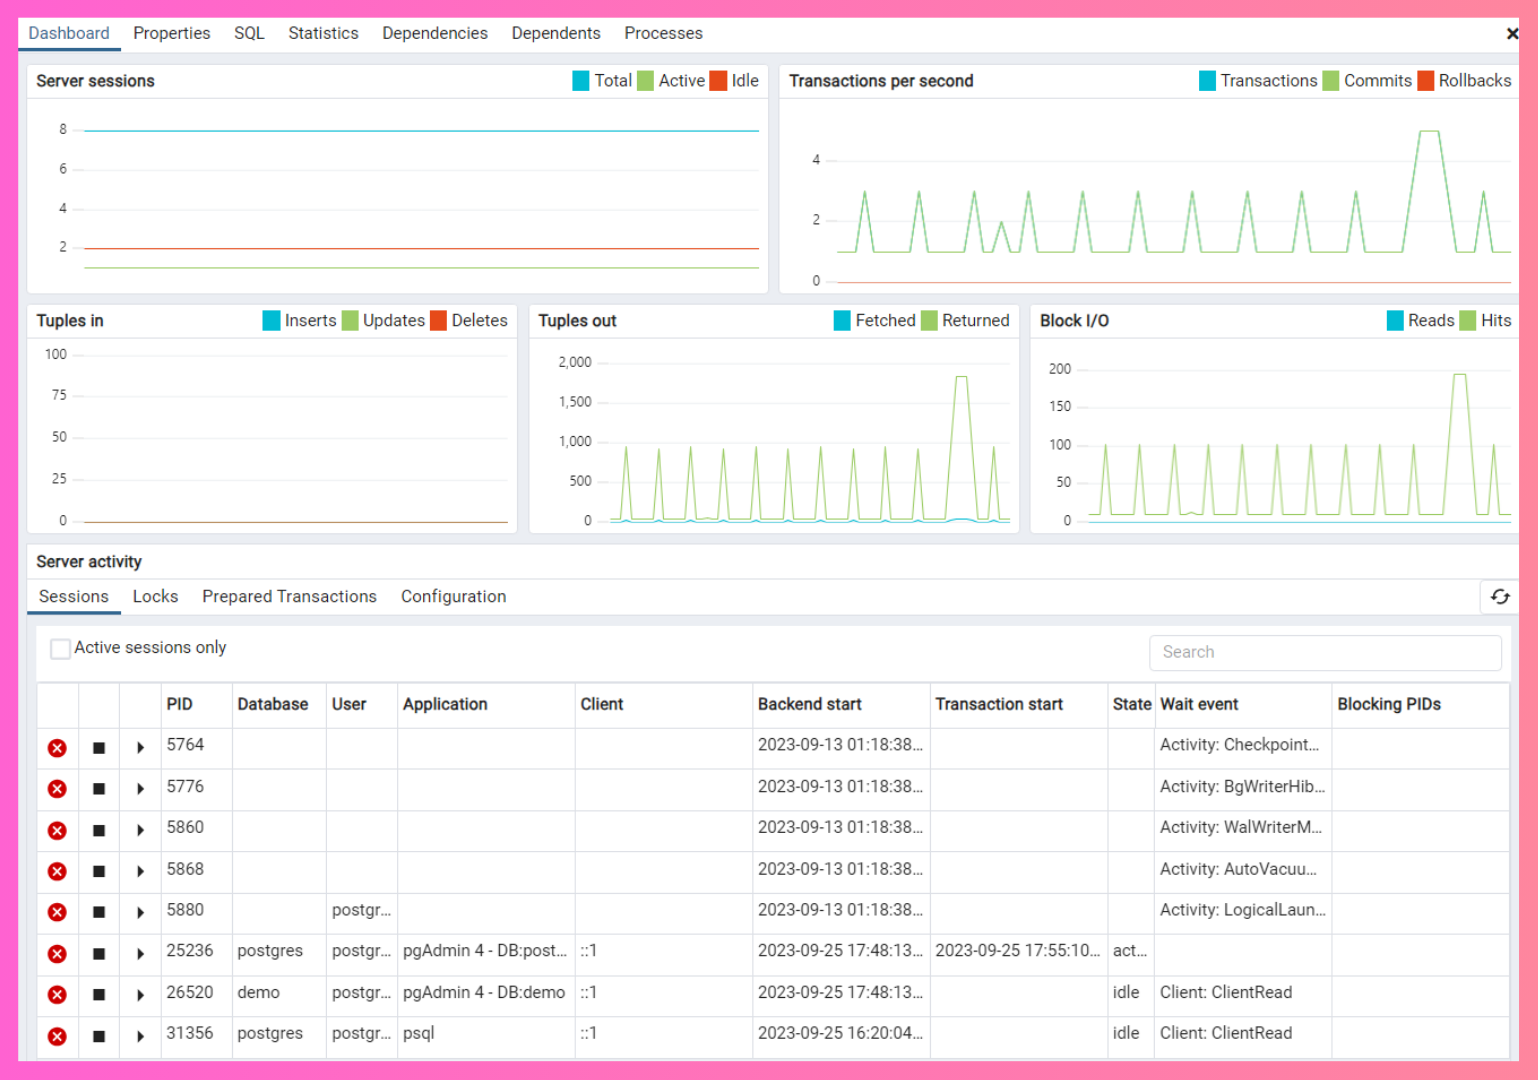 Dashboard Properties SQL Statistics Dependencies Dependents Processes
Server sessions Total Active Idle
8
6
4
2
Transactions per second Transactions Commits Rollbacks
4
2
0
Tuples in Inserts Updates Deletes
100
75
50
25
0
Tuples out Fetched Returned
2,000
1,500
1,000
500
0
Block I/O Reads Hits
200
150
100
50
0
Server activity
Sessions Locks Prepared Transactions Configuration
Active sessions only Search
PID Database User Application Client Backend start Transaction start State Wait event Blocking PIDs
5764 2023-09-13 01:18:38... Activity: Checkpoint...
5776 2023-09-13 01:18:38... Activity: BgWriterHib...
5860 2023-09-13 01:18:38... Activity: WalWriterM...
5868 2023-09-13 01:18:38... Activity: AutoVacuu...
5880 postgr... 2023-09-13 01:18:38... Activity: LogicalLaun...
25236 postgres postgr... pgAdmin 4 - DB:post... ::1 2023-09-25 17:48:13... 2023-09-25 17:55:10... act...
26520 demo postgr... pgAdmin 4 - DB:demo ::1 2023-09-25 17:48:13... idle Client: ClientRead
31356 postgres postgr... psql ::1 2023-09-25 16:20:04... idle Client: ClientRead